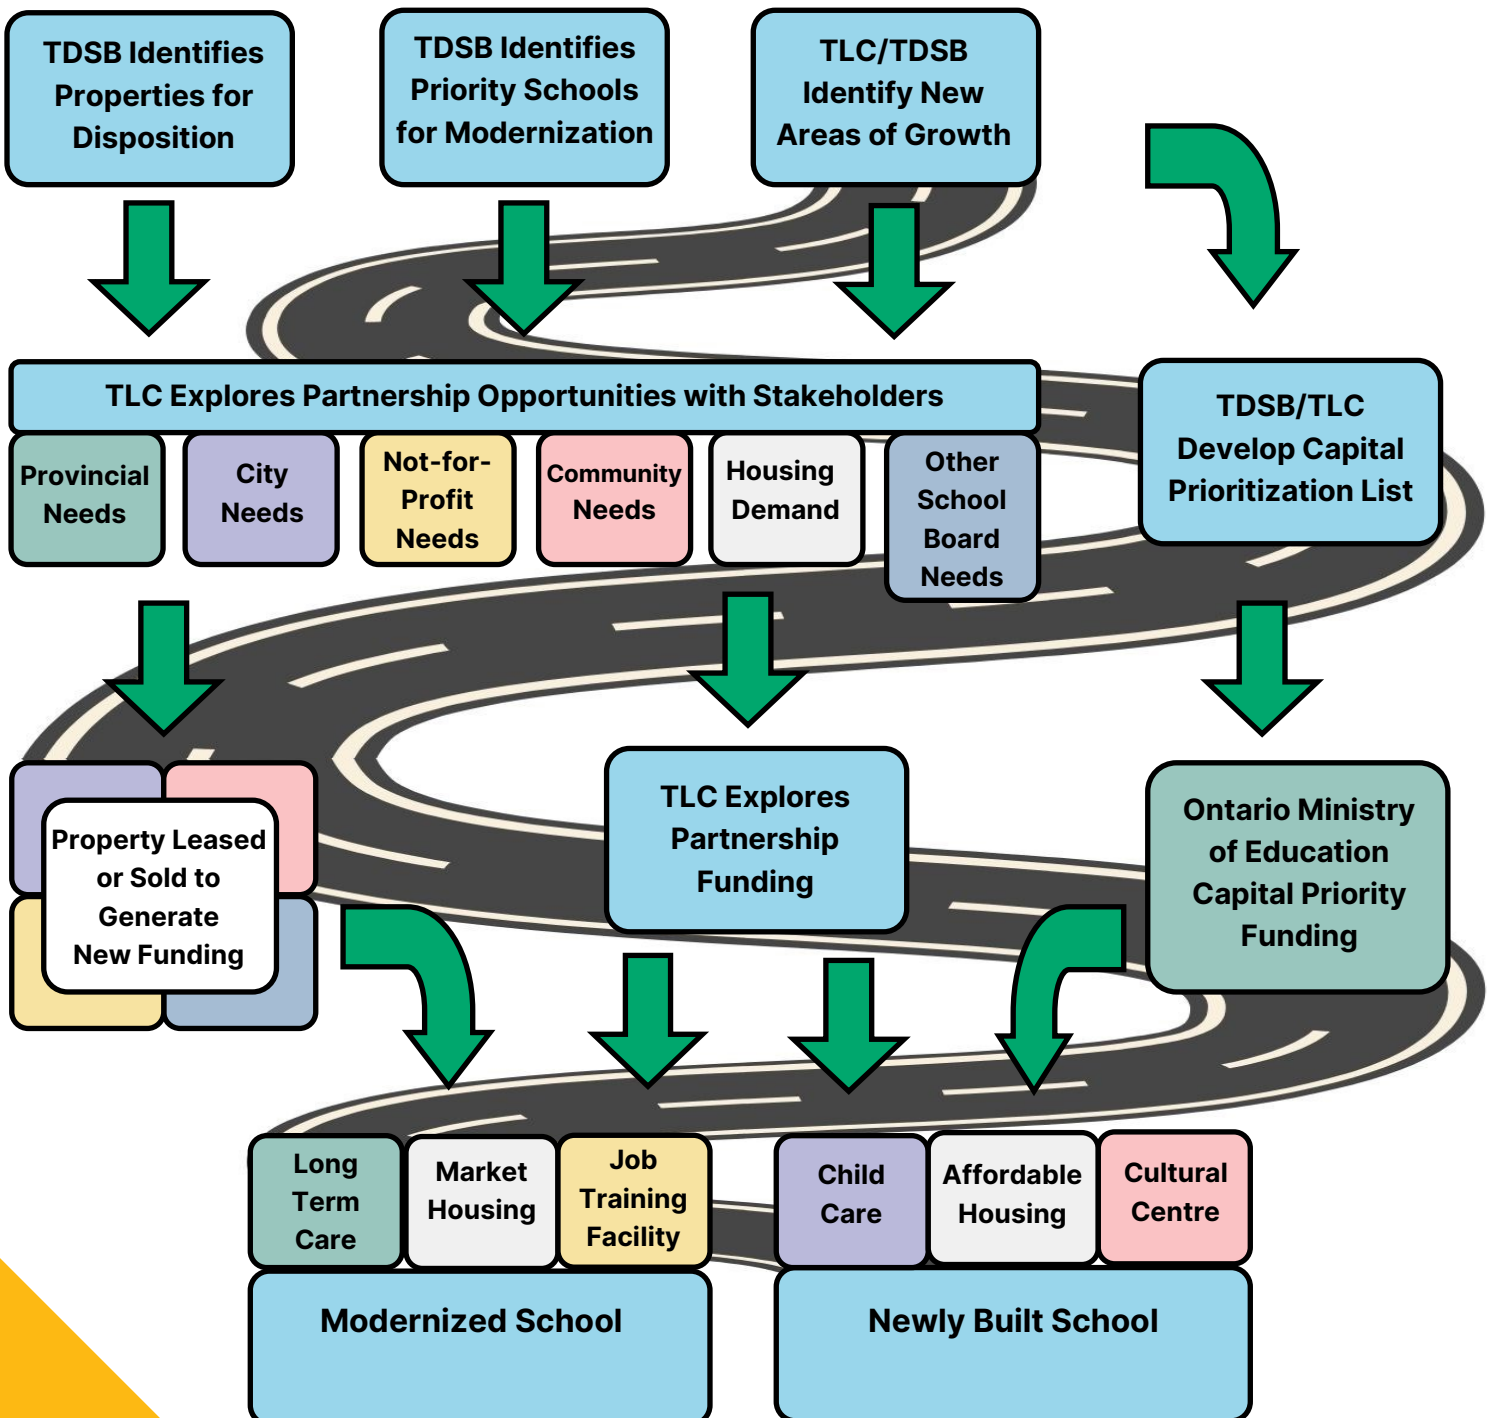 TDSB Identifies
Properties for
Disposition
TDSB Identifies
Priority Schools
for Modernization
TLC/TDSB
Identify New
Areas of Growth
TLC Explores Partnership Opportunities with Stakeholders
Provincial
Needs
City
Needs
Not-for-
Profit
Needs
Community
Needs
Housing
Demand
Other
School
Board
Needs
TDSB/TLC
Develop Capital
Prioritization List
Property Leased
or Sold to
Generate
New Funding
TLC Explores
Partnership
Funding
Ontario Ministry
of Education
Capital Priority
Funding
Long
Term
Care
Market
Housing
Job
Training
Facility
Child
Care
Affordable
Housing
Cultural
Centre
Modernized School
Newly Built School